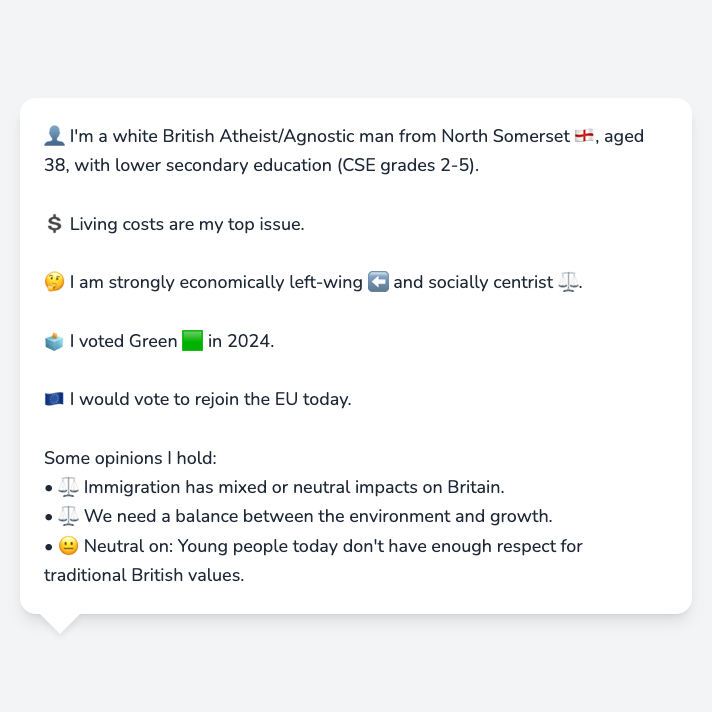 👤 I'm a white British Atheist/Agnostic man from North Somerset 🏴󠁧󠁢󠁥󠁮󠁧󠁿, aged
38, with lower secondary education (CSE grades 2-5).
💲 Living costs are my top issue.
🤔 I am strongly economically left-wing ⬅️ and socially centrist ⚖️.
🗳️ I voted Green 🟩 in 2024.
🇪🇺 I would vote to rejoin the EU today.
Some opinions I hold:
• ⚖️ Immigration has mixed or neutral impacts on Britain.
• ⚖️ We need a balance between the environment and growth.
• 😐 Neutral on: Young people today don't have enough respect for
traditional British values.